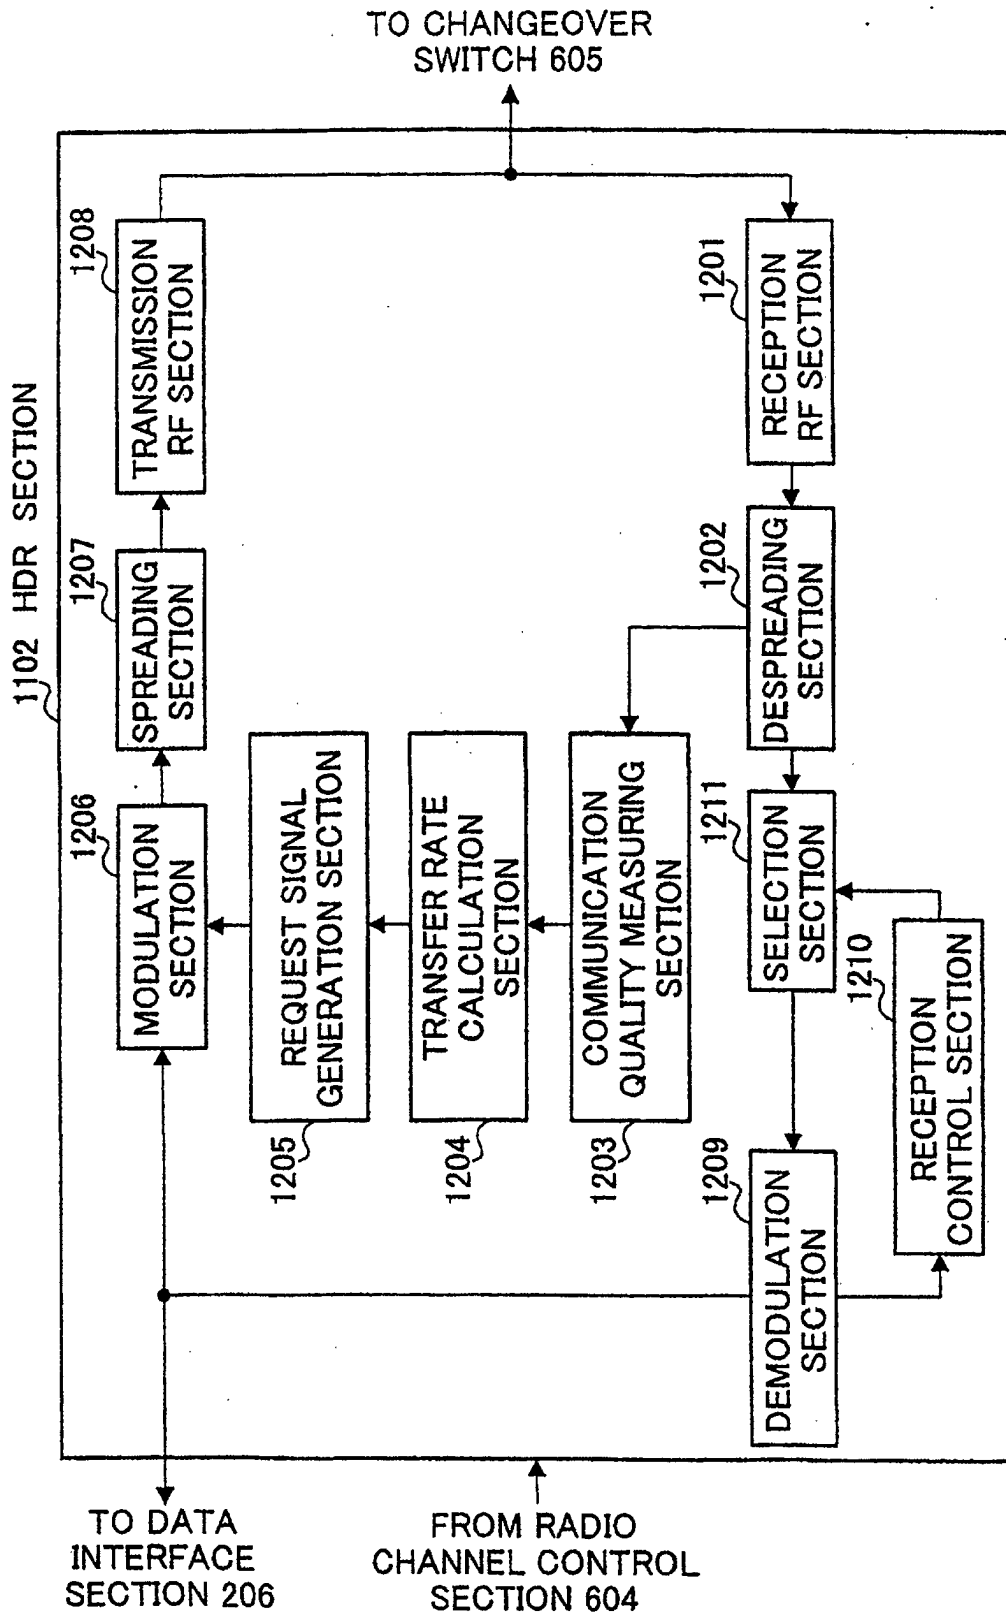 TO CHANGEOVER
SWITCH 605
1102 HDR SECTION
1208
TRANSMISSION
RF SECTION
1207
SPREADING
SECTION
1206
MODULATION
SECTION
1205
REQUEST SIGNAL
GENERATION SECTION
1204
TRANSFER RATE
CALCULATION
SECTION
1203
COMMUNICATION
QUALITY MEASURING
SECTION
1201
RECEPTION
RF SECTION
1202
DESPREADING
SECTION
1211
SELECTION
SECTION
1210
RECEPTION
CONTROL SECTION
1209
DEMODULATION
SECTION
TO DATA
INTERFACE
SECTION 206
FROM RADIO
CHANNEL CONTROL
SECTION 604